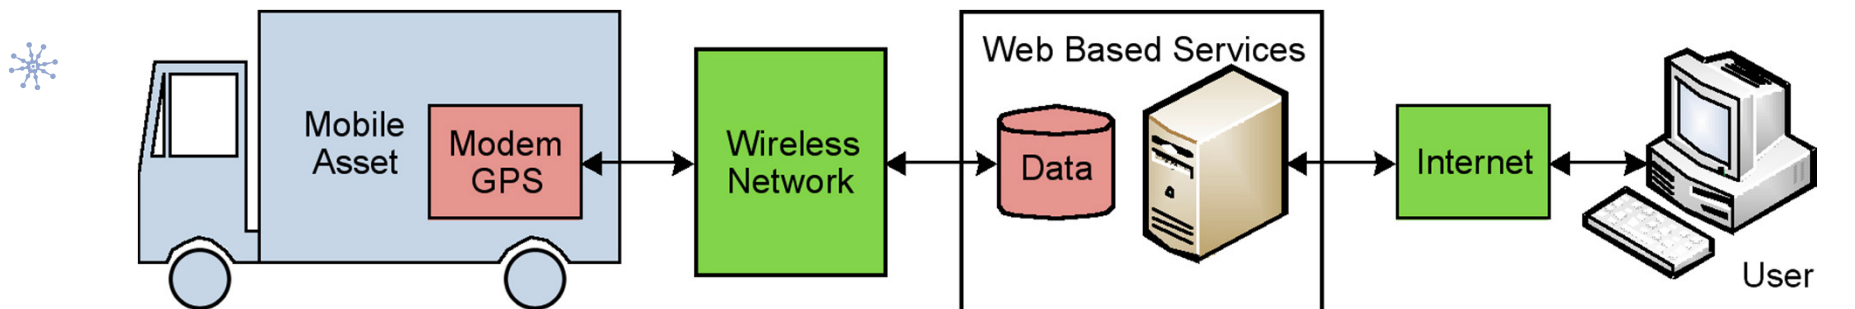 Mobile
Asset
Modem
GPS
Wireless
Network
Web Based Services
Data
Internet
User